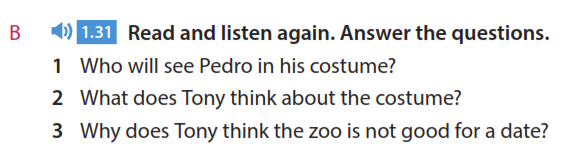 B 1.31 Read and listen again. Answer the questions.
1 Who will see Pedro in his costume?
2 What does Tony think about the costume?
3 Why does Tony think the zoo is not good for a date?